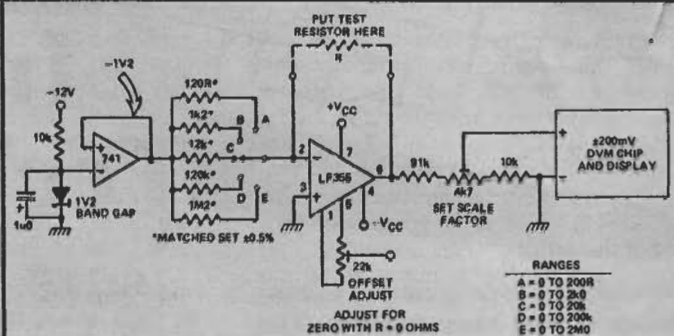 PUT TEST
RESISTOR HERE
R
-1V2
-12V
10k
741
1u0
1V2
BAND GAP
120R*
1k2*
12k*
120k*
1M2*
A
B
C
D
E
*MATCHED SET ±0.5%
+VCC
2
7
LF355
6
3
4
1
5
-VCC
22k
OFFSET
ADJUST
ADJUST FOR
ZERO WITH R = 0 OHMS
91k
4k7
10k
SET SCALE
FACTOR
±200mV
DVM CHIP
AND DISPLAY
RANGES
A = 0 TO 200R
B = 0 TO 2k0
C = 0 TO 20k
D = 0 TO 200k
E = 0 TO 2M0